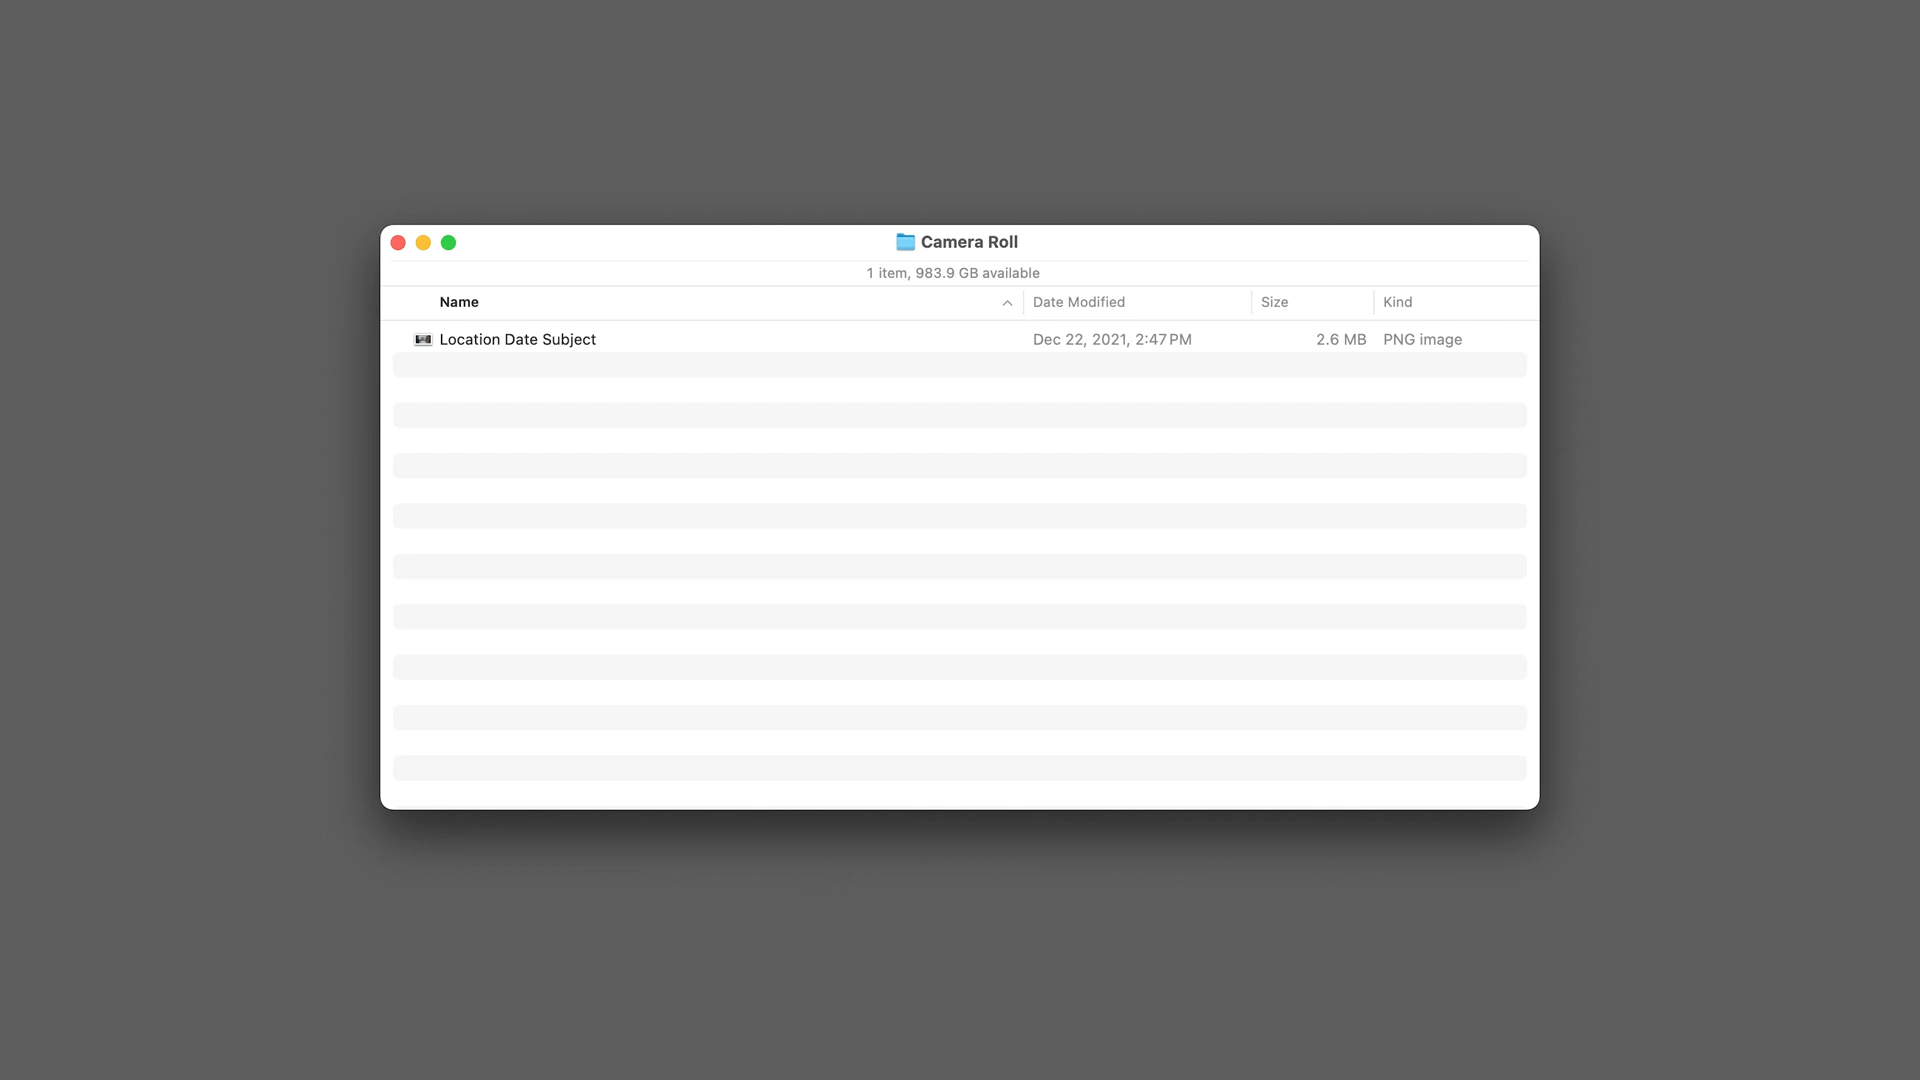 Camera Roll
1 item, 983.9 GB available
Name Date Modified Size Kind
Location Date Subject Dec 22, 2021, 2:47 PM 2.6 MB PNG image